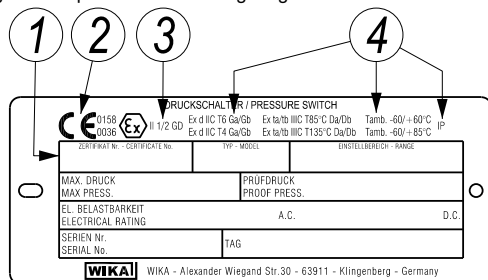 1 2 3 4
DRUCKSCHALTER / PRESSURE SWITCH
CE 0158 Ex II 1/2 GD Ex d IIC T6 Ga/Gb Ex ta/tb IIIC T85°C Da/Db Tamb. -60/+60°C IP
0036 Ex d IIC T4 Ga/Gb Ex ta/tb IIIC T135°C Da/Db Tamb. -60/+85°C
ZERTIFIKAT Nr. - CERTIFICATE No. TYP - MODEL EINSTELLBEREICH - RANGE
MAX. DRUCK PRÜFDRUCK
MAX PRESS. PROOF PRESS.
EL. BELASTBARKEIT A.C. D.C.
ELECTRICAL RATING
SERIEN Nr. TAG
SERIAL No.
WIKA WIKA - Alexander Wiegand Str.30 - 63911 - Klingenberg - Germany